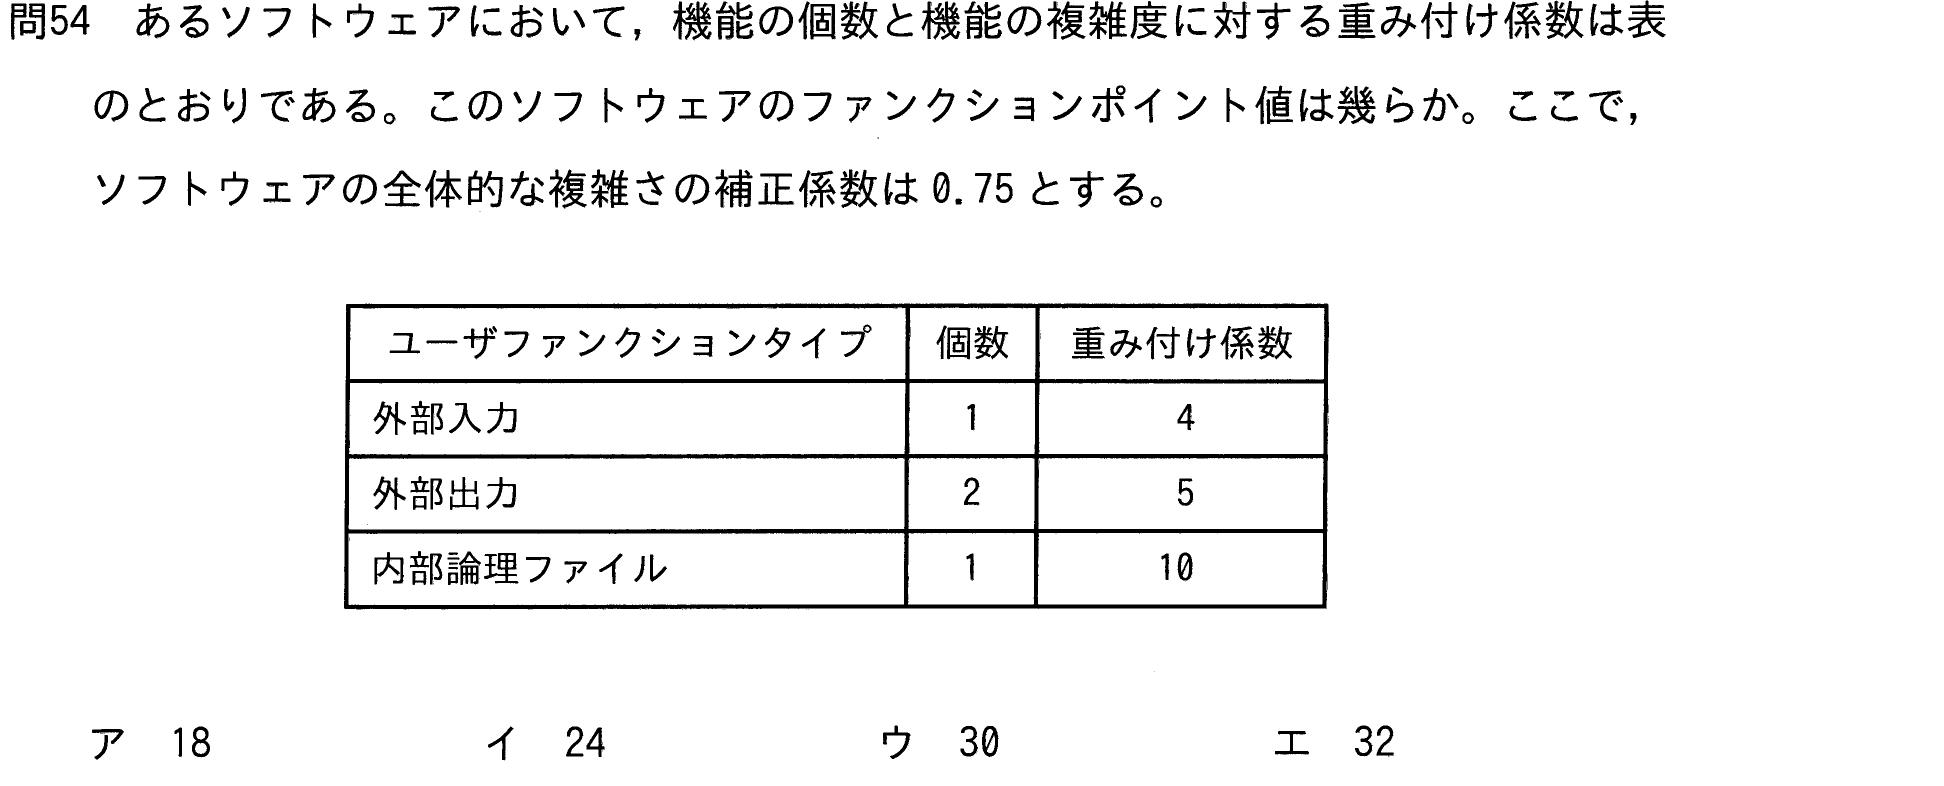 問54 あるソフトウェアにおいて，機能の個数と機能の複雑度に対する重み付け係数は表
のとおりである。このソフトウェアのファンクションポイント値は幾らか。ここで，
ソフトウェアの全体的な複雑さの補正係数は 0.75 とする。
ユーザファンクションタイプ 個数 重み付け係数
外部入力 1 4
外部出力 2 5
内部論理ファイル 1 10
ア 18 イ 24 ウ 30 エ 32